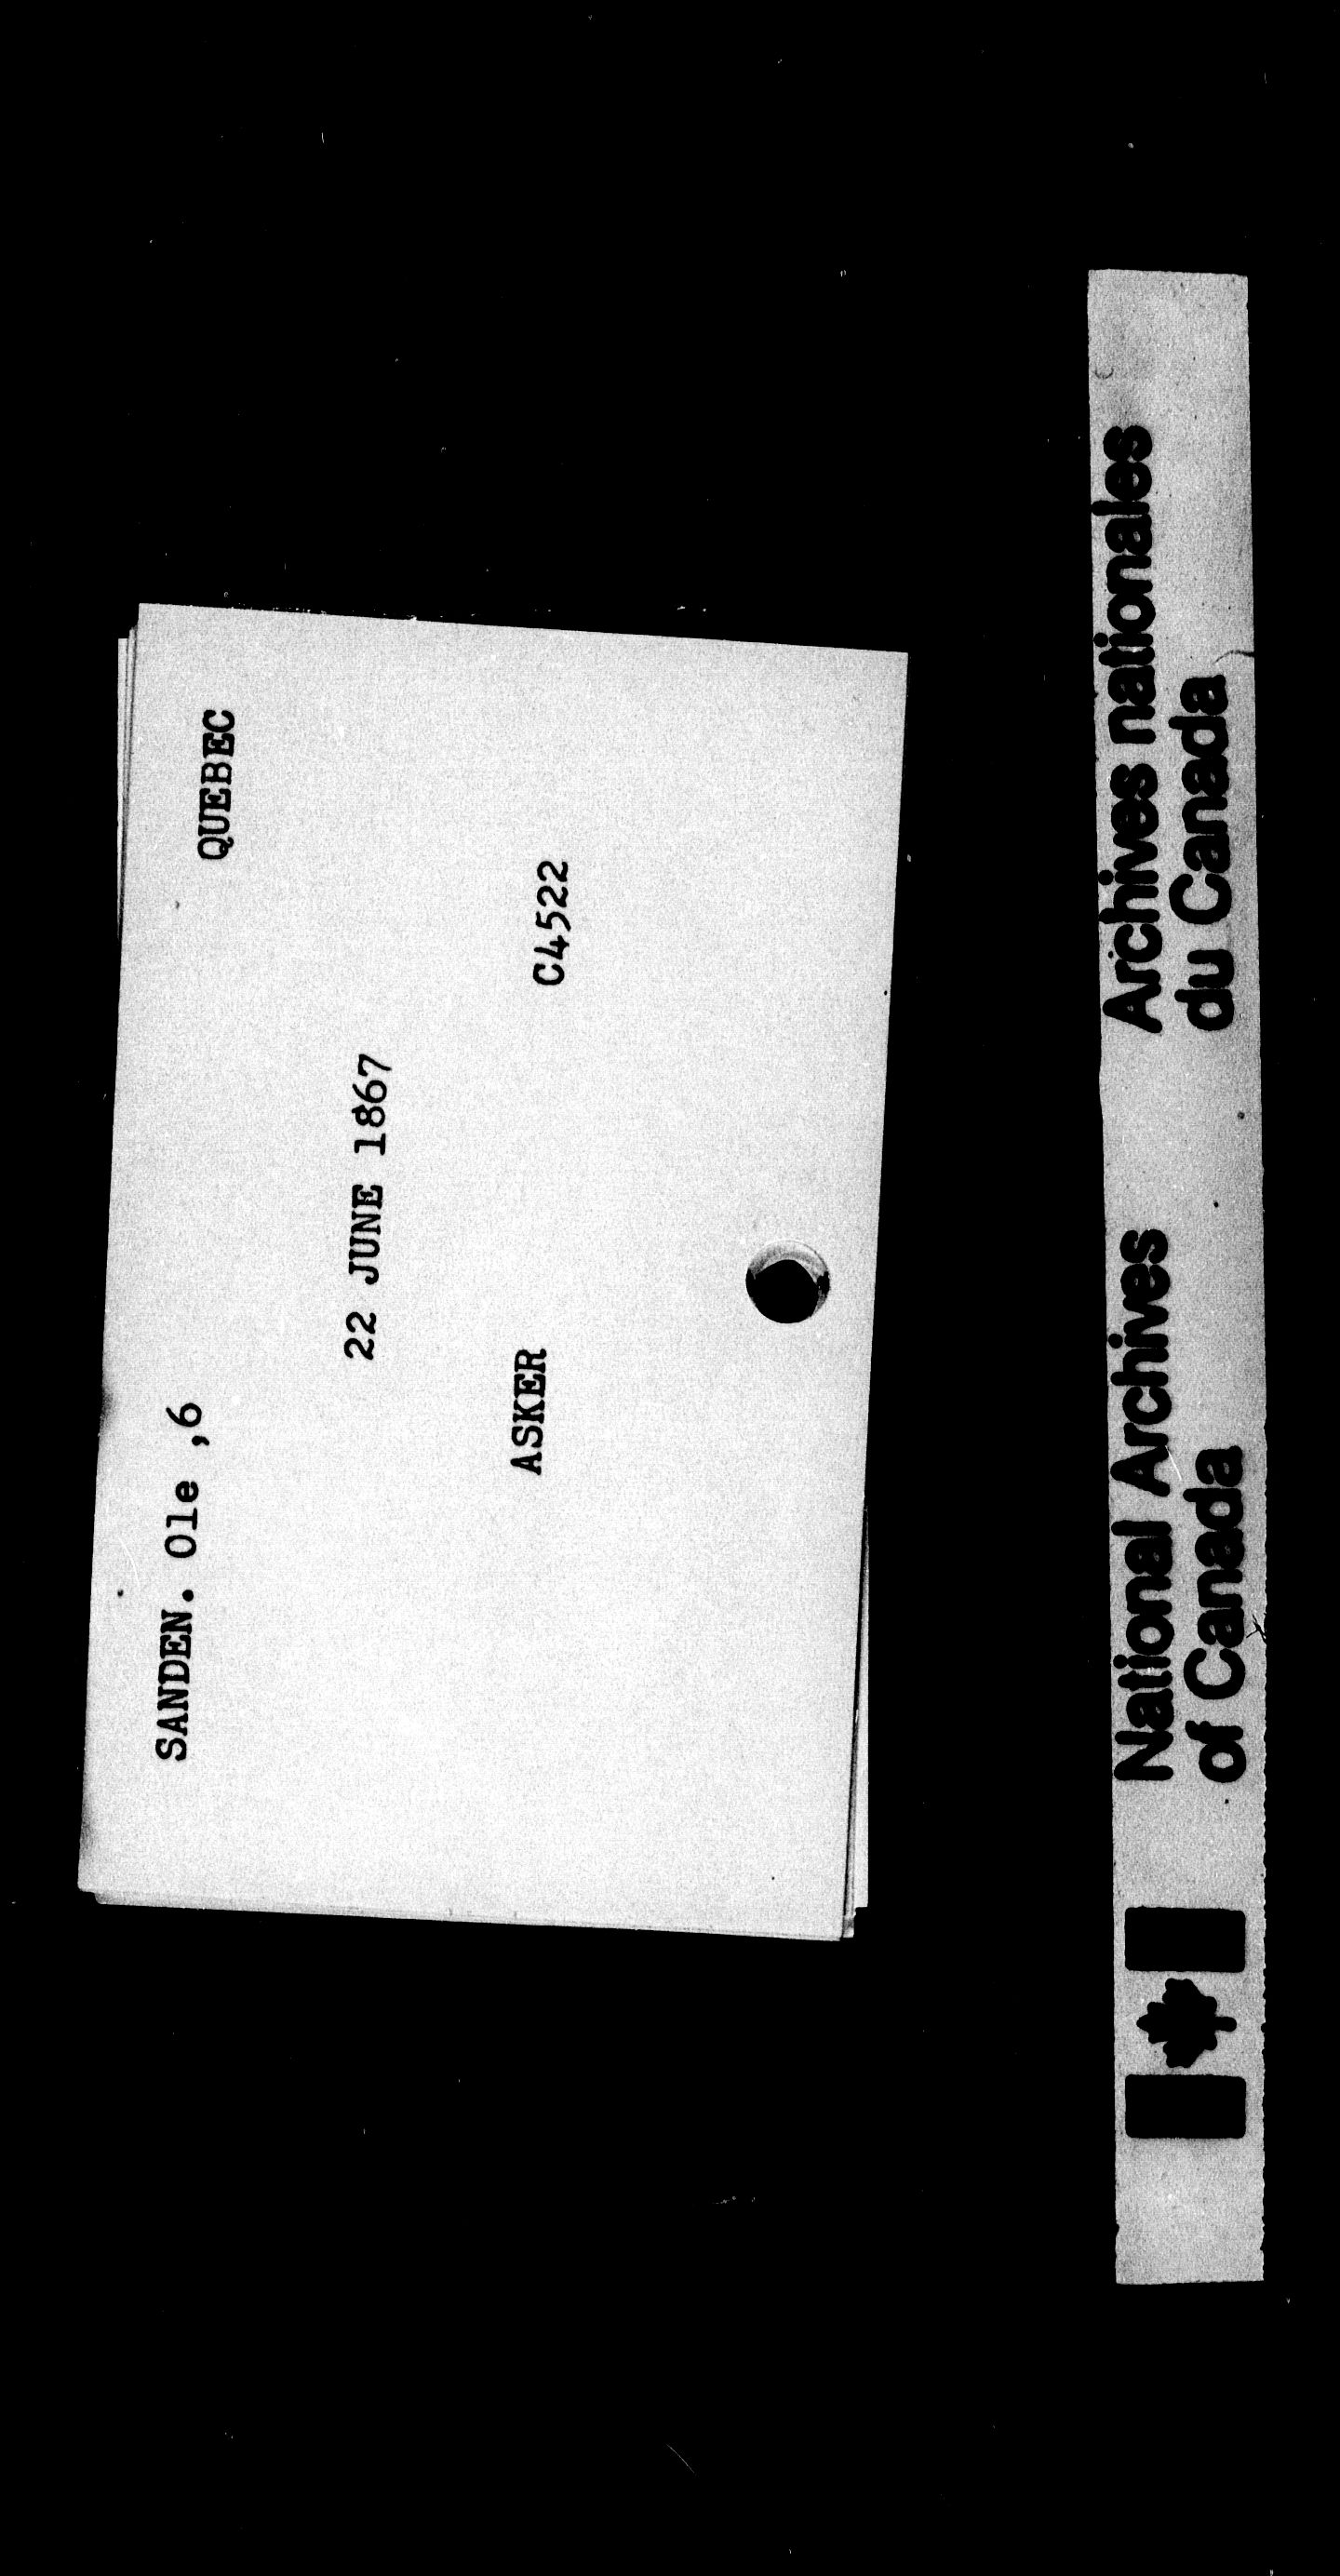 SANDEN. Ole ,6 QUEBEC
22 JUNE 1867
ASKER C4522
National Archives Archives nationales
of Canada du Canada